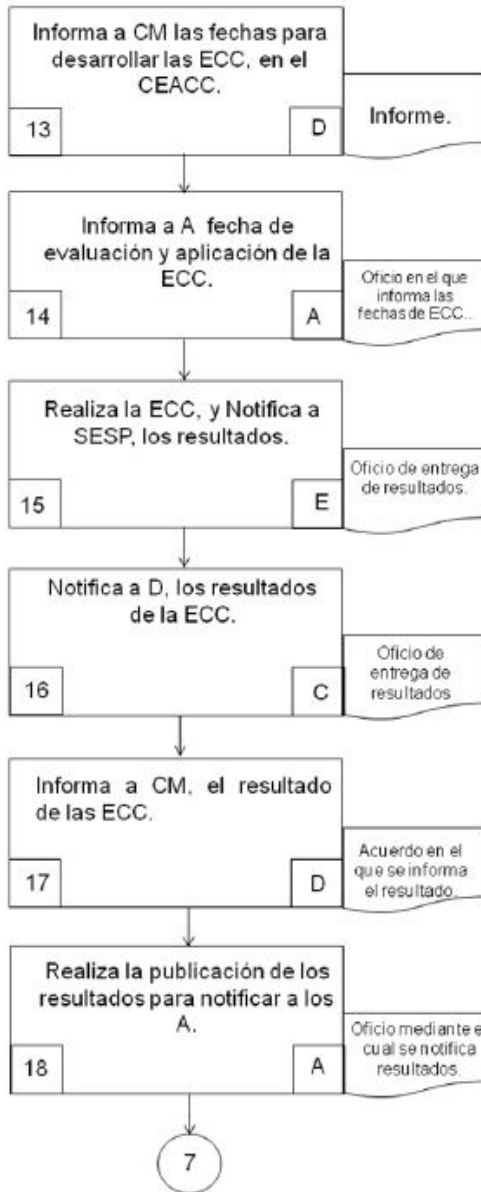 Informa a CM las fechas para
desarrollar las ECC, en el
CEACC.
13
D
Informe.
Informa a A fecha de
evaluación y aplicación de la
ECC.
14
A
Oficio en el que
informa las
fechas de ECC..
Realiza la ECC, y Notifica a
SESP, los resultados.
15
E
Oficio de entrega
de resultados.
Notifica a D, los resultados
de la ECC.
16
C
Oficio de
entrega de
resultados
Informa a CM, el resultado
de las ECC.
17
D
Acuerdo en el
que se informa
el resultado.
Realiza la publicación de los
resultados para notificar a los
A.
18
A
Oficio mediante e
cual se notifica
resultados.
7